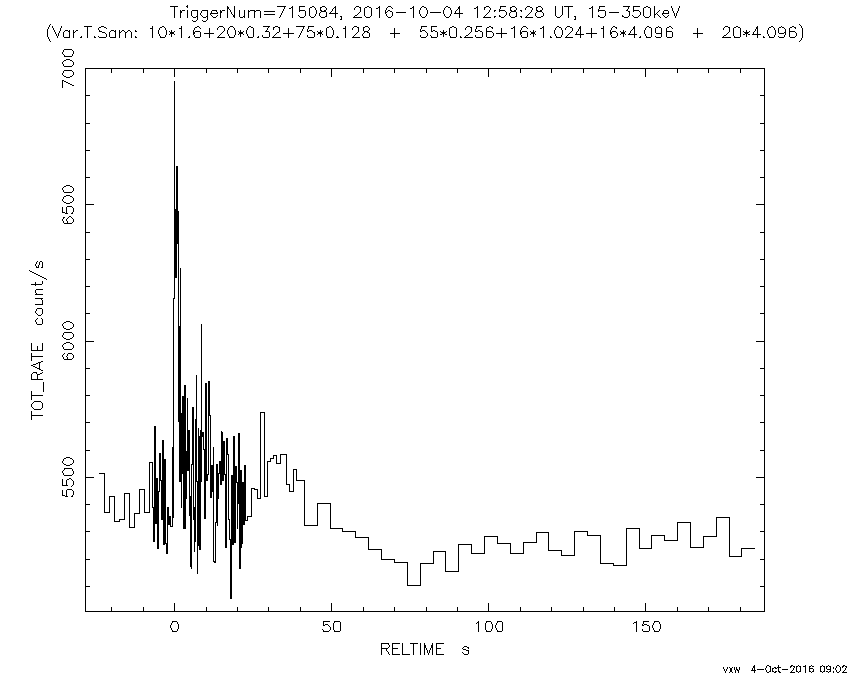 TriggerNum=715084, 2016-10-04 12:58:28 UT, 15-350keV
(Var.T.Sam: 10*1.6+20*0.32+75*0.128 + 55*0.256+16*1.024+16*4.096 + 20*4.096)
7000
6500
6000
5500
TOT_RATE count/s
0 50 100 150
RELTIME s
vxw 4-Oct-2016 09:02